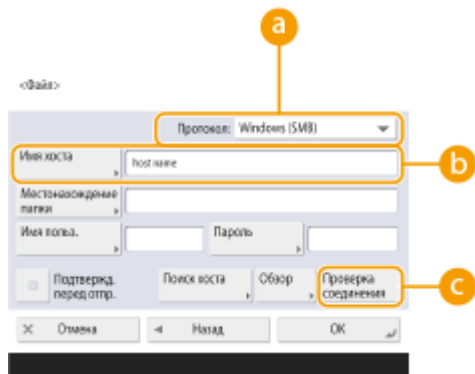 a
<Файл>
Протокол: Windows (SMB)
b
Имя хоста
host name
Местонахождение
папки
Имя польз.
Пароль
Подтвержд.
перед отпр.
Поиск хоста
Обзор
Проверка
соединения
c
Отмена
Назад
OK